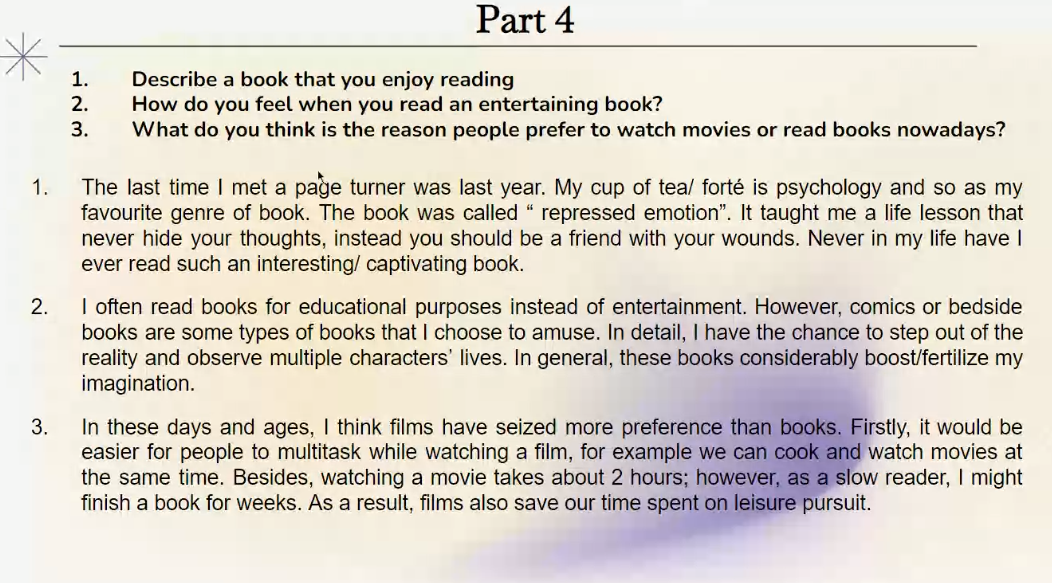 Part 4
1. Describe a book that you enjoy reading
2. How do you feel when you read an entertaining book?
3. What do you think is the reason people prefer to watch movies or read books nowadays?
1. The last time I met a page turner was last year. My cup of tea/ forté is psychology and so as my
favourite genre of book. The book was called “ repressed emotion”. It taught me a life lesson that
never hide your thoughts, instead you should be a friend with your wounds. Never in my life have I
ever read such an interesting/ captivating book.
2. I often read books for educational purposes instead of entertainment. However, comics or bedside
books are some types of books that I choose to amuse. In detail, I have the chance to step out of the
reality and observe multiple characters’ lives. In general, these books considerably boost/fertilize my
imagination.
3. In these days and ages, I think films have seized more preference than books. Firstly, it would be
easier for people to multitask while watching a film, for example we can cook and watch movies at
the same time. Besides, watching a movie takes about 2 hours; however, as a slow reader, I might
finish a book for weeks. As a result, films also save our time spent on leisure pursuit.